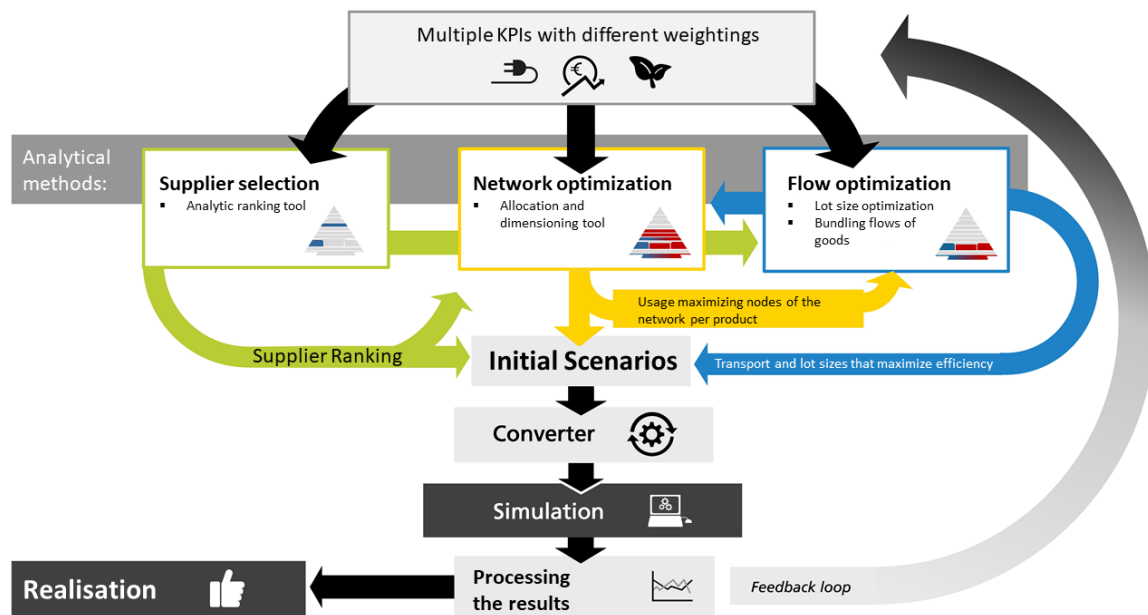 Multiple KPIs with different weightings
€
Analytical
methods:
Supplier selection
▪ Analytic ranking tool
Network optimization
▪ Allocation and
dimensioning tool
Flow optimization
▪ Lot size optimization
▪ Bundling flows of
goods
Usage maximizing nodes of the
network per product
Supplier Ranking
Initial Scenarios
Transport and lot sizes that maximize efficiency
Converter
Simulation
Realisation
Processing
the results
Feedback loop